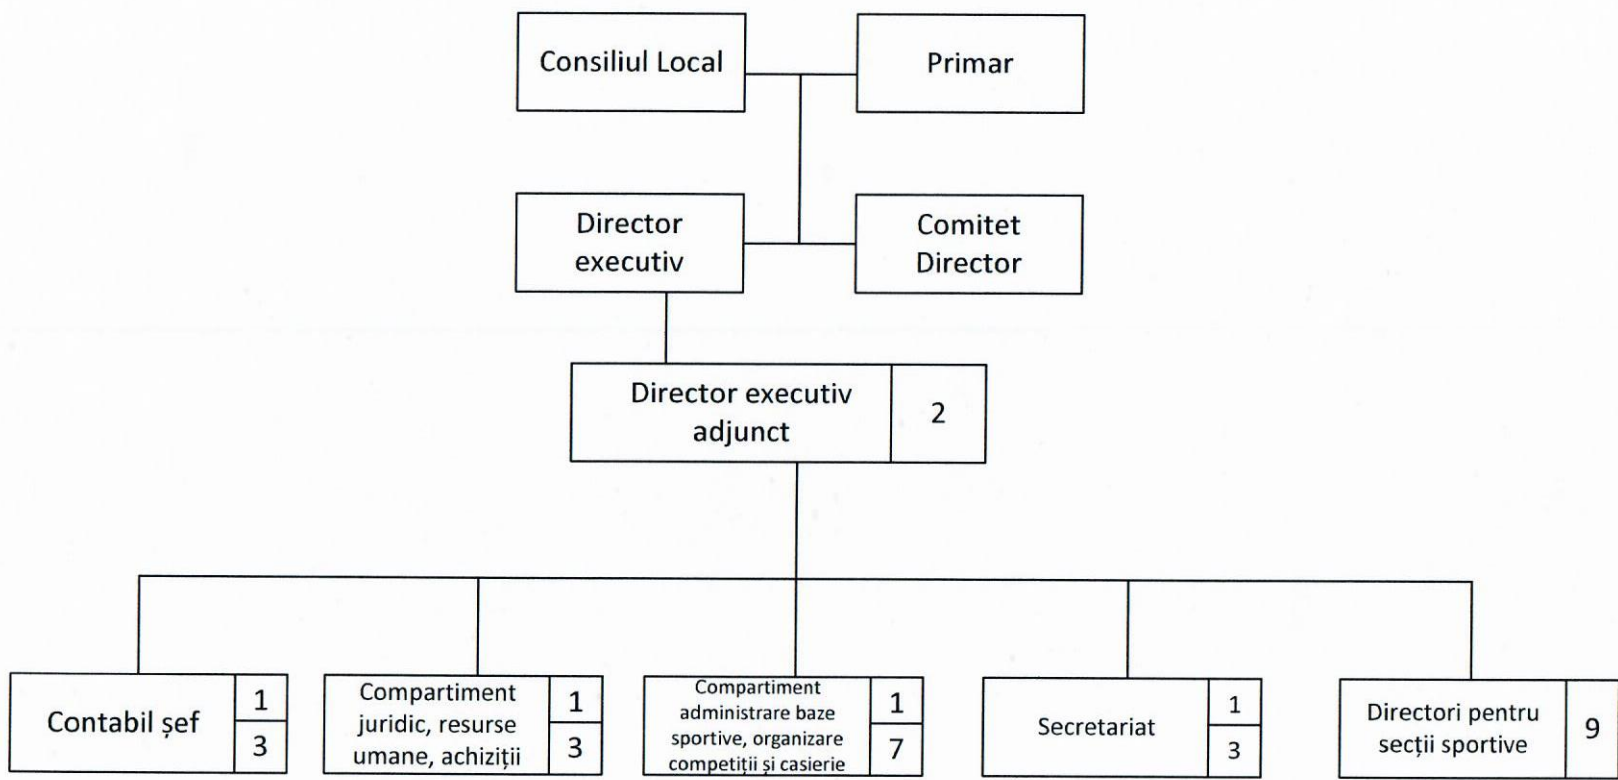 Consiliul Local
Primar
Director
executiv
Comitet
Director
Director executiv
adjunct
2
Contabil șef
1
3
Compartiment
juridic, resurse
umane, achiziții
1
3
Compartiment
administrare baze
sportive, organizare
competiții și casierie
1
7
Secretariat
1
3
Directori pentru
secții sportive
9